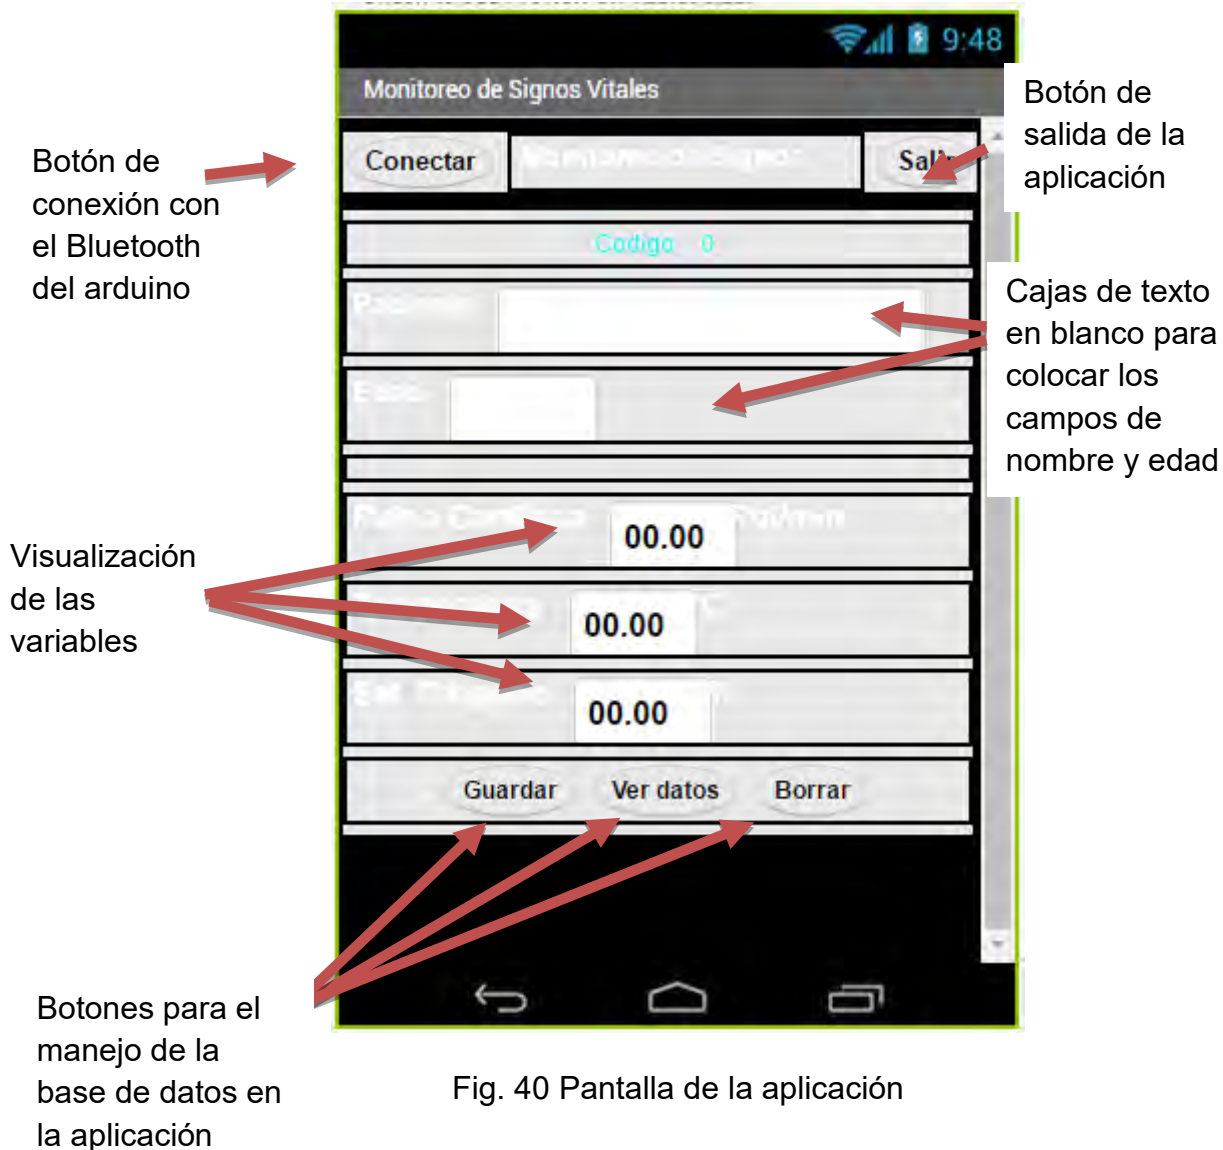 9:48
Monitoreo de Signos Vitales
Botón de
salida de la
aplicación
Botón de
conexión con
el Bluetooth
del arduino
Conectar
Codigo 0
Cajas de texto
en blanco para
colocar los
campos de
nombre y edad
Visualización
de las
variables
00.00
00.00
00.00
Guardar Ver datos Borrar
Botones para el
manejo de la
base de datos en
la aplicación
Fig. 40 Pantalla de la aplicación